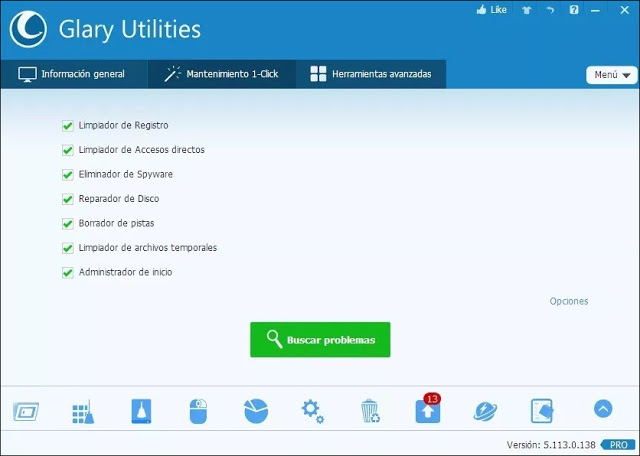 Like
Glary Utilities
Información general
Mantenimiento 1-Click
Herramientas avanzadas
Menú
Limpiador de Registro
Limpiador de Accesos directos
Eliminador de Spyware
Reparador de Disco
Borrador de pistas
Limpiador de archivos temporales
Administrador de inicio
Opciones
Buscar problemas
13
Versión: 5.113.0.138 PRO